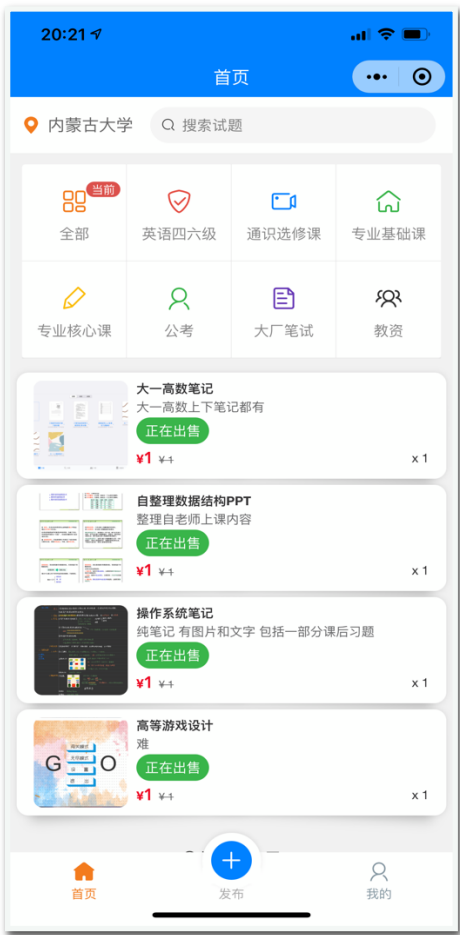 20:21
首页
内蒙古大学
搜索试题
当前
全部
英语四六级
通识选修课
专业基础课
专业核心课
公考
大厂笔试
教资
大一高数笔记
大一高数上下笔记都有
正在出售
¥1 ¥1
x 1
自整理数据结构PPT
整理自老师上课内容
正在出售
¥1 ¥1
x 1
操作系统笔记
纯笔记 有图片和文字 包括一部分课后习题
正在出售
¥1 ¥1
x 1
G O
高等游戏设计
难
正在出售
¥1 ¥1
x 1
首页
发布
我的